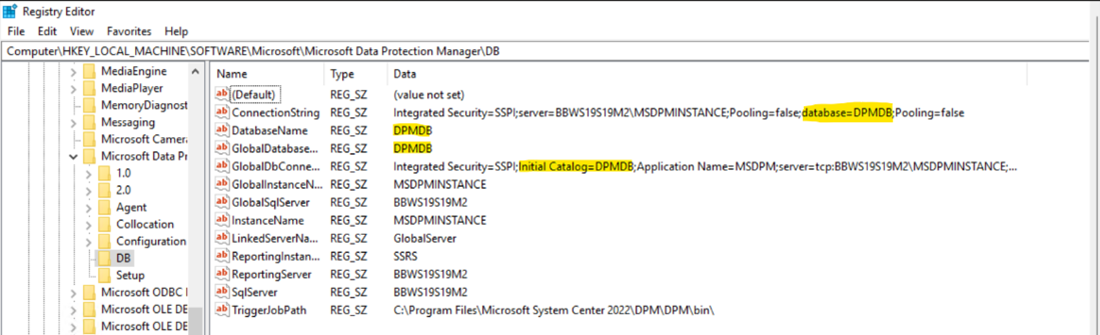 Registry Editor
File Edit View Favorites Help
Computer\HKEY_LOCAL_MACHINE\SOFTWARE\Microsoft\Microsoft Data Protection Manager\DB
MediaEngine
MediaPlayer
MemoryDiagnost
Messaging
Microsoft Camera
Microsoft Data Pr
1.0
2.0
Agent
Collocation
Configuration
DB
Setup
Microsoft ODBC
Microsoft OLE DE
Microsoft OLE DE
Name Type Data
(Default) REG_SZ (value not set)
ConnectionString REG_SZ Integrated Security=SSPI;server=BBWS19S19M2\MSDPMINSTANCE;Pooling=false;database=DPMDB;Pooling=false
DatabaseName REG_SZ DPMDB
GlobalDatabase... REG_SZ DPMDB
GlobalDbConne... REG_SZ Integrated Security=SSPI;Initial Catalog=DPMDB;Application Name=MSDPM;server=tcp:BBWS19S19M2\MSDPMINSTANCE;...
GlobalInstanceN... REG_SZ MSDPMINSTANCE
GlobalSqlServer REG_SZ BBWS19S19M2
InstanceName REG_SZ MSDPMINSTANCE
LinkedServerNa... REG_SZ GlobalServer
ReportingInstan... REG_SZ SSRS
ReportingServer REG_SZ BBWS19S19M2
SqlServer REG_SZ BBWS19S19M2
TriggerJobPath REG_SZ C:\Program Files\Microsoft System Center 2022\DPM\DPM\bin\